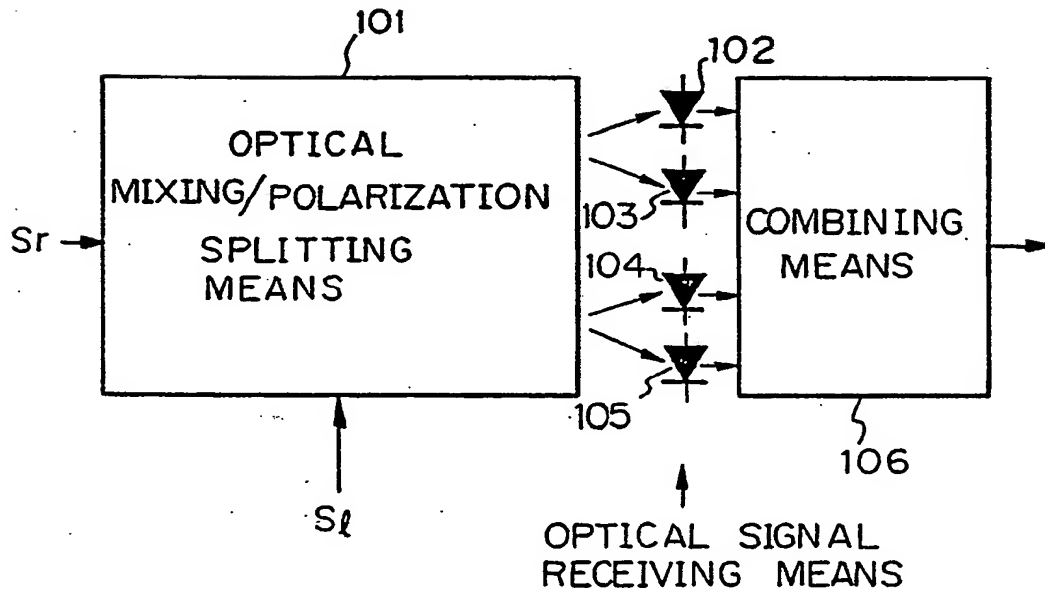 101
102
OPTICAL
MIXING/POLARIZATION
SPLITTING
MEANS
103
COMBINING
MEANS
Sr
104
105
106
Sℓ
OPTICAL SIGNAL
RECEIVING MEANS